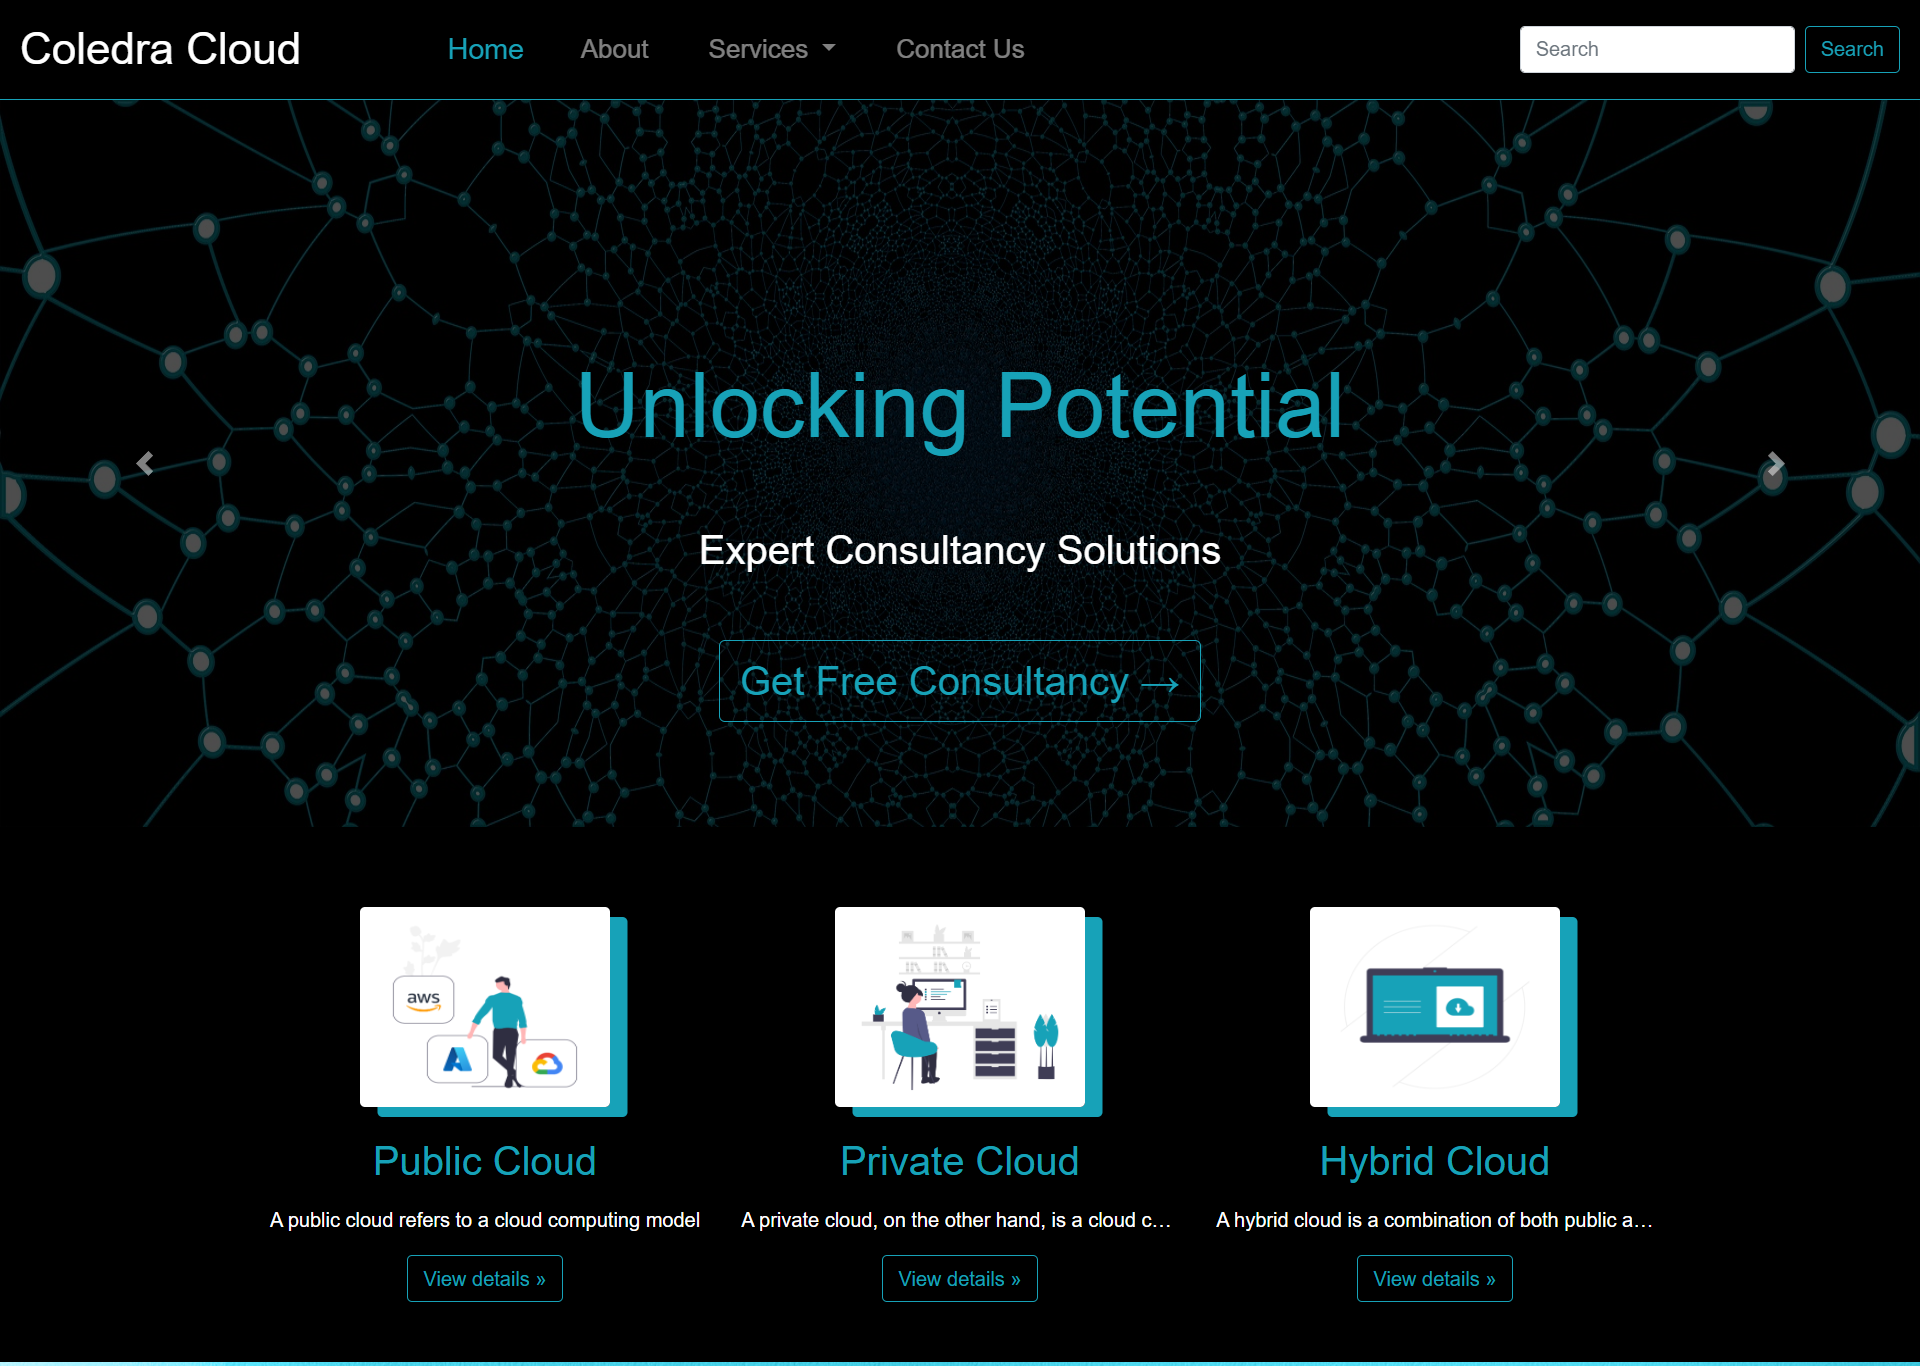 Coledra Cloud
Home
About
Services
Contact Us
Search
Search
Unlocking Potential
Expert Consultancy Solutions
Get Free Consultancy →
aws
Public Cloud
A public cloud refers to a cloud computing model
View details »
Private Cloud
A private cloud, on the other hand, is a cloud c...
View details »
Hybrid Cloud
A hybrid cloud is a combination of both public a...
View details »